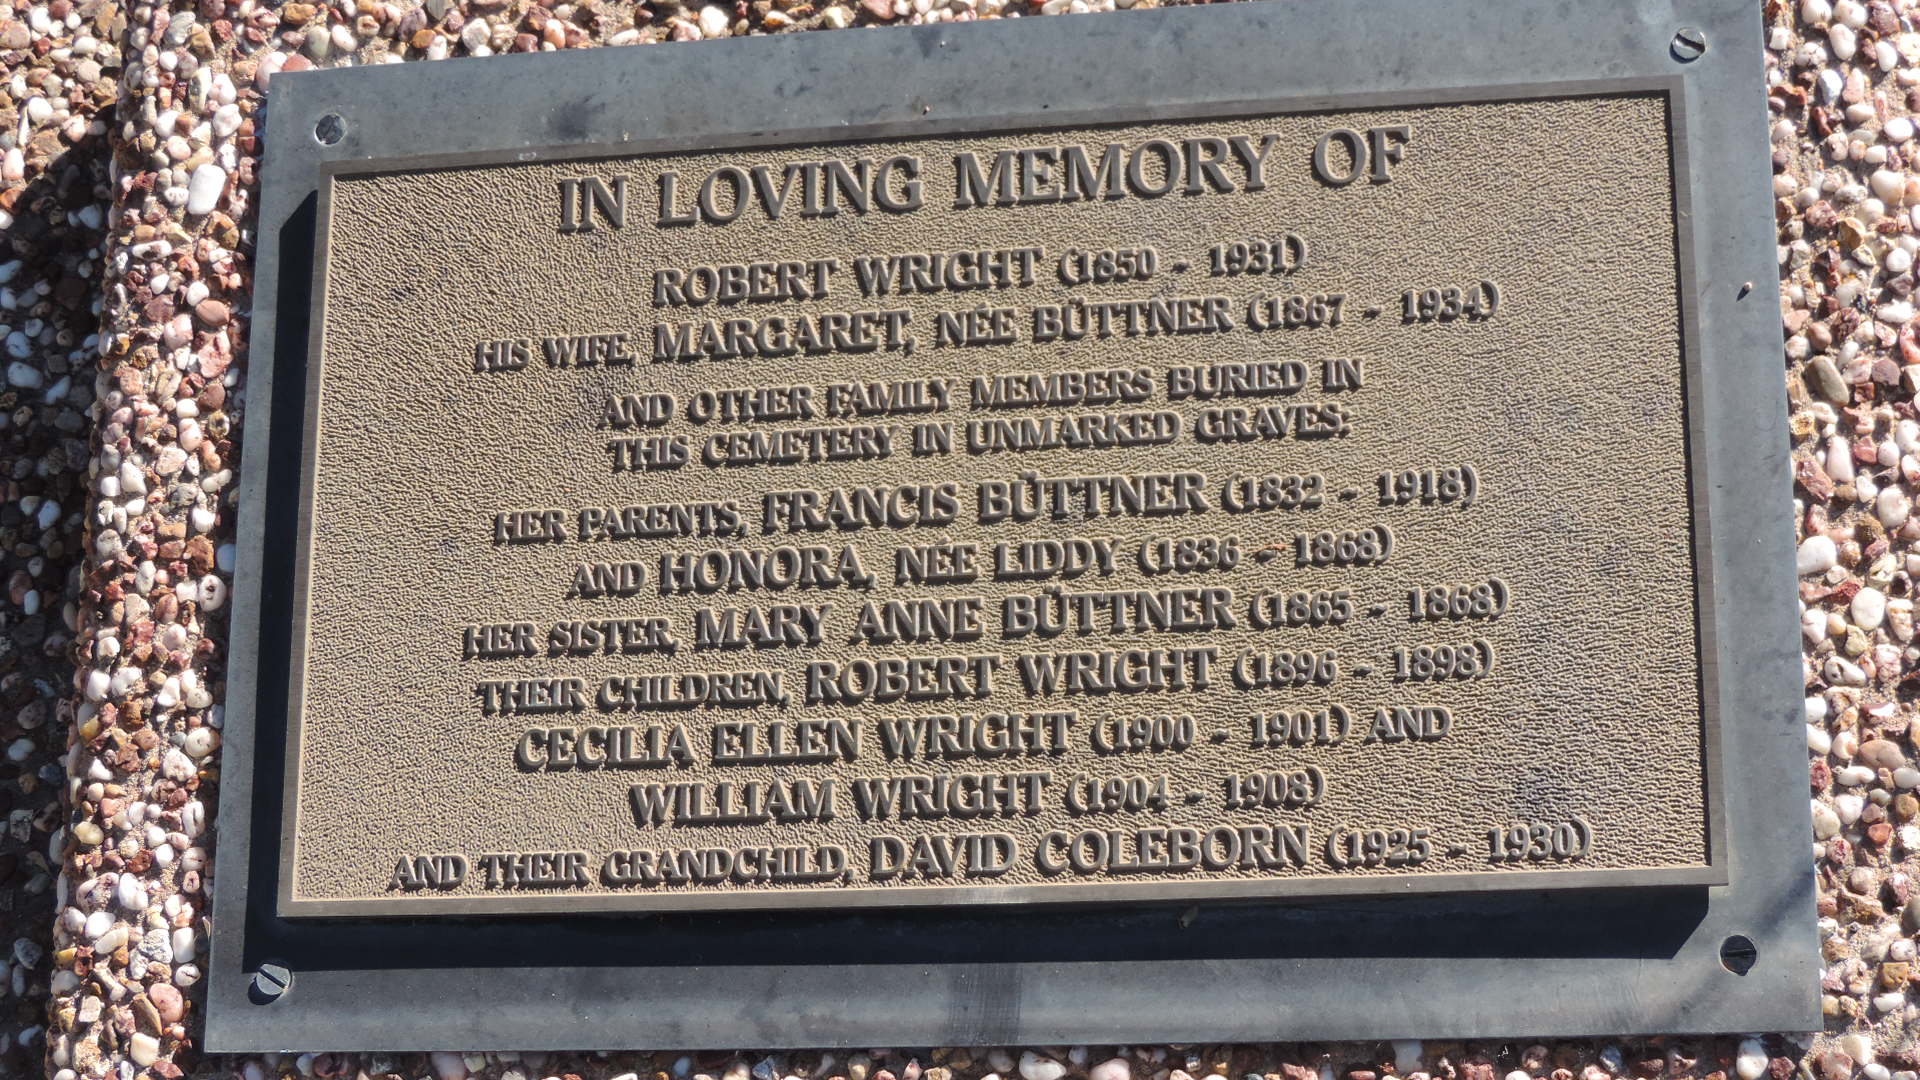 IN LOVING MEMORY OF
ROBERT WRIGHT (1850 - 1931)
HIS WIFE, MARGARET, NÉE BÜTTNER (1867 - 1934)
AND OTHER FAMILY MEMBERS BURIED IN
THIS CEMETERY IN UNMARKED GRAVES:
HER PARENTS, FRANCIS BÜTTNER (1832 - 1918)
AND HONORA, NÉE LIDDY (1836 - 1868)
HER SISTER, MARY ANNE BÜTTNER (1865 - 1868)
THEIR CHILDREN, ROBERT WRIGHT (1896 - 1898)
CECILIA ELLEN WRIGHT (1900 - 1901) AND
WILLIAM WRIGHT (1904 - 1908)
AND THEIR GRANDCHILD, DAVID COLEBORN (1925 - 1930)